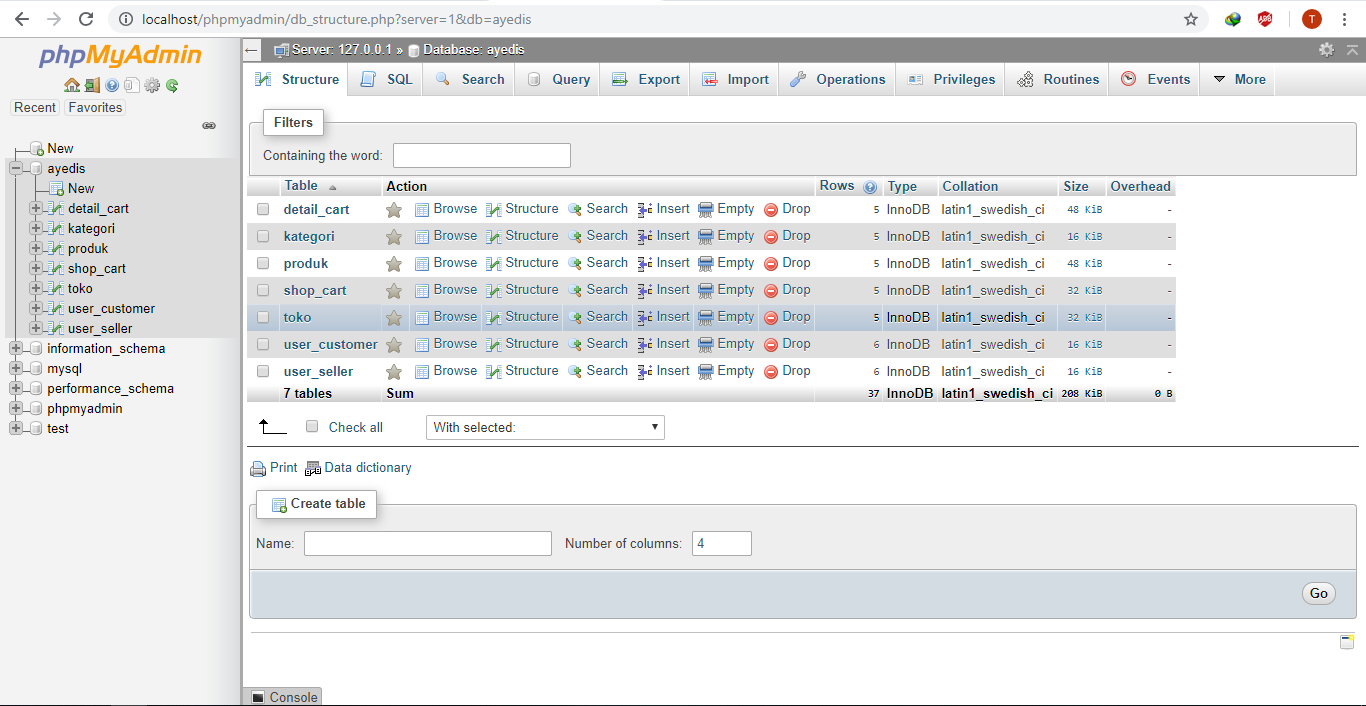 localhost/phpmyadmin/db_structure.php?server=1&db=ayedis
ABP
T
phpMyAdmin
Recent Favorites
New
ayedis
New
detail_cart
kategori
produk
shop_cart
toko
user_customer
user_seller
information_schema
mysql
performance_schema
phpmyadmin
test
Server: 127.0.0.1 » Database: ayedis
Structure SQL Search Query Export Import Operations Privileges Routines Events More
Filters
Containing the word:
Table Action Rows Type Collation Size Overhead
detail_cart Browse Structure Search Insert Empty Drop 5 InnoDB latin1_swedish_ci 48 KiB -
kategori Browse Structure Search Insert Empty Drop 5 InnoDB latin1_swedish_ci 16 KiB -
produk Browse Structure Search Insert Empty Drop 5 InnoDB latin1_swedish_ci 48 KiB -
shop_cart Browse Structure Search Insert Empty Drop 5 InnoDB latin1_swedish_ci 32 KiB -
toko Browse Structure Search Insert Empty Drop 5 InnoDB latin1_swedish_ci 32 KiB -
user_customer Browse Structure Search Insert Empty Drop 6 InnoDB latin1_swedish_ci 16 KiB -
user_seller Browse Structure Search Insert Empty Drop 6 InnoDB latin1_swedish_ci 16 KiB -
7 tables Sum 37 InnoDB latin1_swedish_ci 208 KiB 0 B
Check all With selected:
Print Data dictionary
Create table
Name: Number of columns: 4
Go
Console